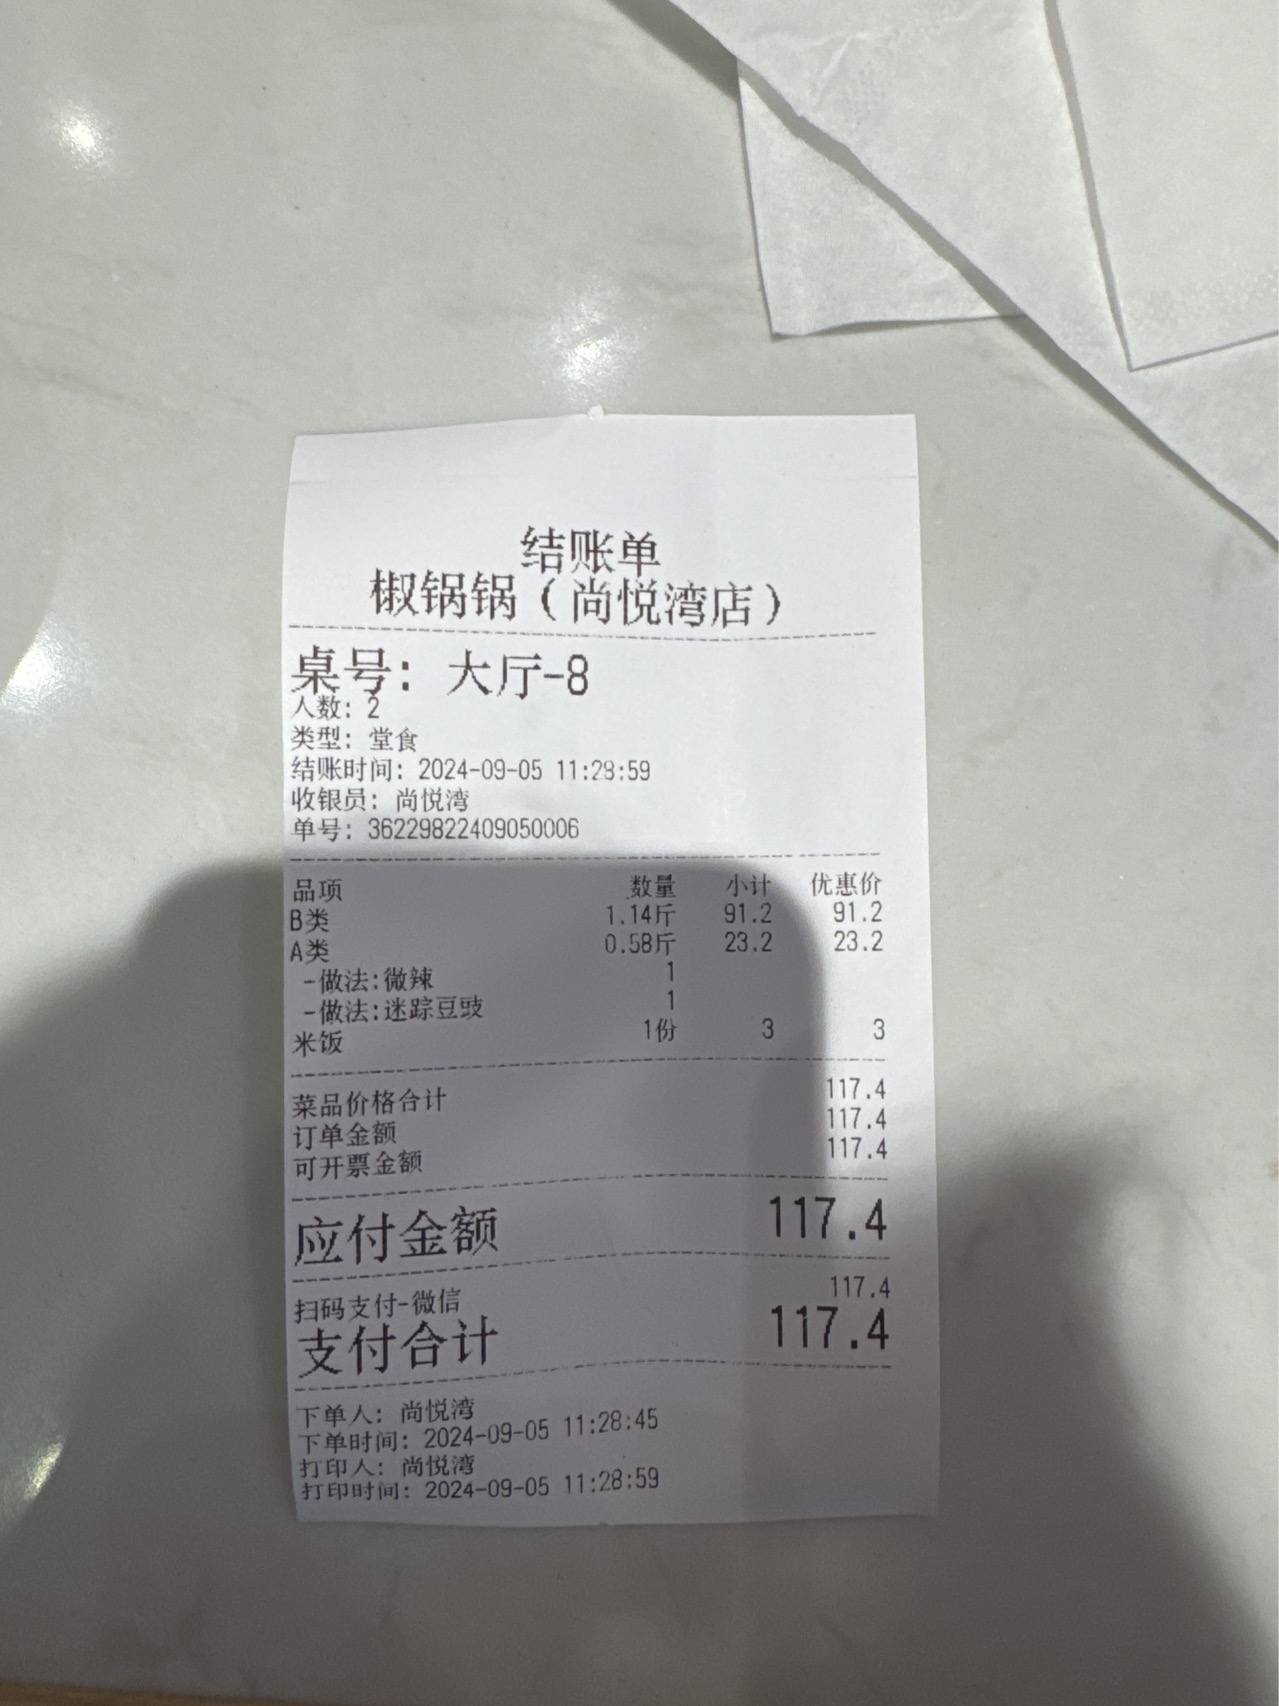 结账单
椒锅锅（尚悦湾店）
桌号：大厅-8
人数：2
类型：堂食
结账时间：2024-09-05 11:28:59
收银员：尚悦湾
单号：36229822409050006
品项 数量 小计 优惠价
B类 1.14斤 91.2 91.2
A类 0.58斤 23.2 23.2
-做法:微辣 1
-做法:迷踪豆豉 1
米饭 1份 3 3
菜品价格合计 117.4
订单金额 117.4
可开票金额 117.4
应付金额 117.4
扫码支付-微信 117.4
支付合计 117.4
下单人：尚悦湾
下单时间：2024-09-05 11:28:45
打印人：尚悦湾
打印时间：2024-09-05 11:28:59